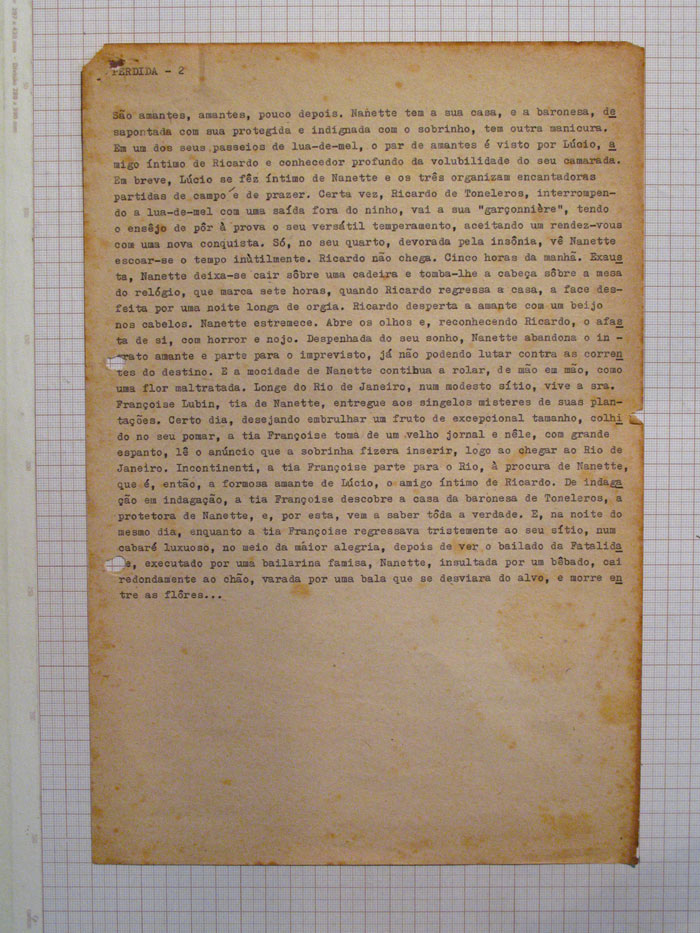 PERDIDA - 2
São amantes, amantes, pouco depois. Nanette tem a sua casa, e a baronesa, de
sapontada com sua protegida e indignada com o sobrinho, tem outra manicura.
Em um dos seus passeios de lua-de-mel, o par de amantes é visto por Lúcio, a
migo íntimo de Ricardo e conhecedor profundo da volubilidade do seu camarada.
Em breve, Lúcio se fêz íntimo de Nanette e os três organizam encantadoras
partidas de campo e de prazer. Certa vez, Ricardo de Toneleros, interrompen-
do a lua-de-mel com uma saída fora do ninho, vai a sua "garçonnière", tendo
o ensêjo de pôr à prova o seu versátil temperamento, aceitando um rendez-vous
com uma nova conquista. Só, no seu quarto, devorada pela insônia, vê Nanette
escoar-se o tempo inùtilmente. Ricardo não chega. Cinco horas da manhã. Exaus
ta, Nanette deixa-se cair sôbre uma cadeira e tomba-lhe a cabeça sôbre a mesa
do relógio, que marca sete horas, quando Ricardo regressa a casa, a face des-
feita por uma noite longa de orgia. Ricardo desperta a amante com um beijo
nos cabelos. Nanette estremece. Abre os olhos e, reconhecendo Ricardo, o afas
ta de si, com horror e nojo. Despenhada do seu sonho, Nanette abandona o in -
grato amante e parte para o imprevisto, já não podendo lutar contra as corren
tes do destino. E a mocidade de Nanette contibua a rolar, de mão em mão, como
uma flor maltratada. Longe do Rio de Janeiro, num modesto sítio, vive a sra.
Françoise Lubin, tia de Nanette, entregue aos singelos misteres de suas plan-
tações. Certo dia, desejando embrulhar um fruto de excepcional tamanho, colhi
do no seu pomar, a tia Françoise toma de um velho jornal e nêle, com grande
espanto, lê o anúncio que a sobrinha fizera inserir, logo ao chegar ao Rio de
Janeiro. Incontinenti, a tia Françoise parte para o Rio, à procura de Nanette,
que é, então, a formosa amante de Lúcio, o amigo íntimo de Ricardo. De indaga
ção em indagação, a tia Françoise descobre a casa da baronesa de Toneleros, a
protetora de Nanette, e, por esta, vem a saber tôda a verdade. E, na noite do
mesmo dia, enquanto a tia Françoise regressava tristemente ao seu sítio, num
cabaré luxuoso, no meio da maior alegria, depois de ver o bailado da Fatalida
e, executado por uma bailarina famisa, Nanette, insultada por um bêbado, cai
redondamente ao chão, varada por uma bala que se desviara do alvo, e morre en
tre as flôres...